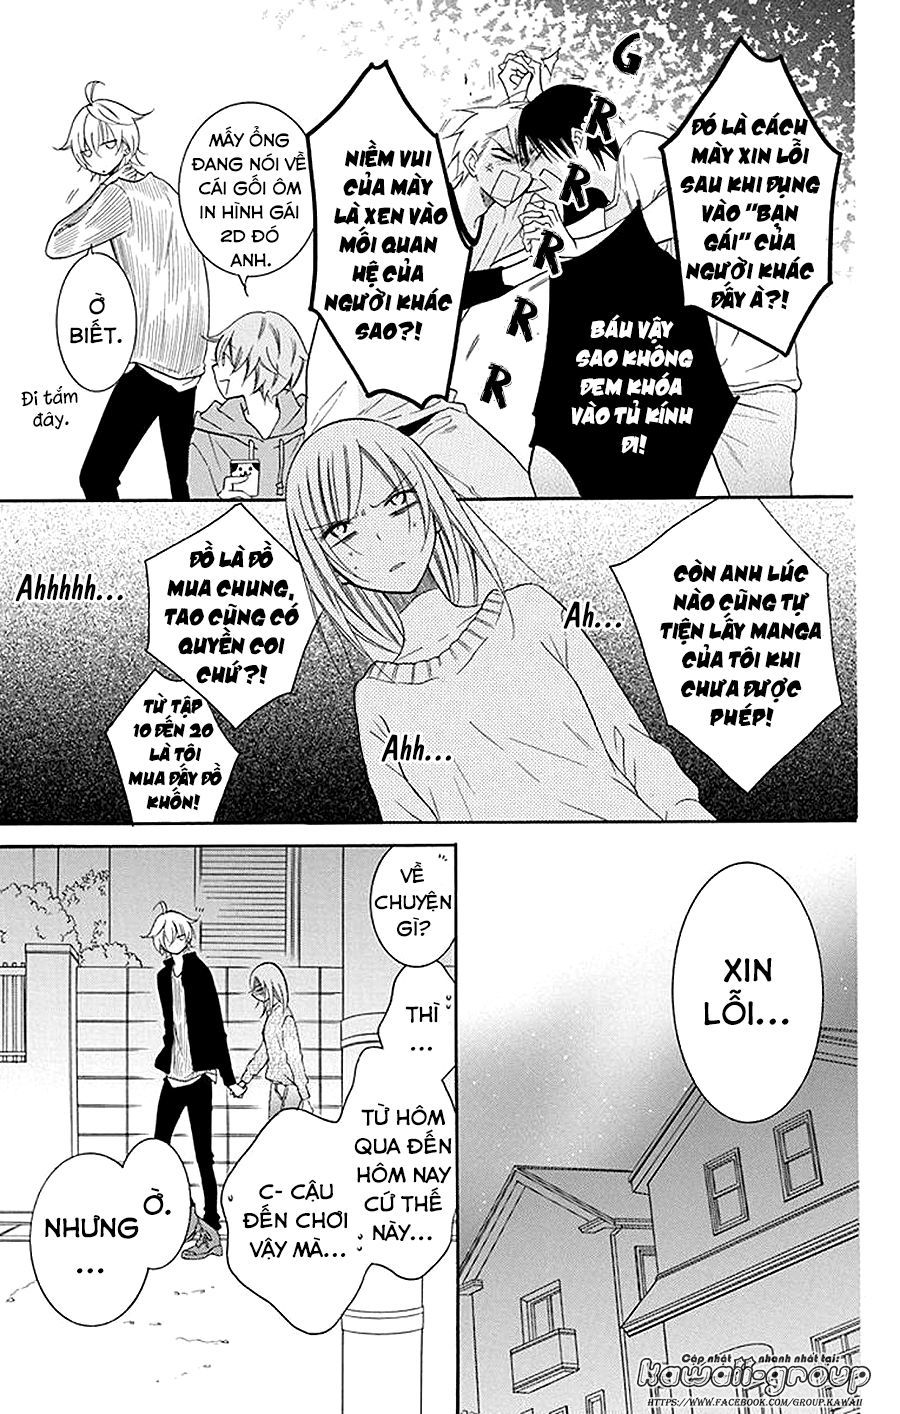 G
R
R
R
R
R
R
ĐÓ LÀ CÁCH
MÀY XIN LỖI
SAU KHI ĐỤNG
VÀO "BẠN
GÁI" CỦA
NGƯỜI KHÁC
ĐẤY À?!
BÁU VẬY
SAO KHÔNG
ĐEM KHÓA
VÀO TỦ KÍNH
ĐI!
NIỀM VUI
CỦA MÀY
LÀ XEN VÀO
MỐI QUAN
HỆ CỦA
NGƯỜI KHÁC
SAO?!
MẤY ỔNG
ĐANG NÓI VỀ
CÁI GỐI ÔM
IN HÌNH GÁI
2D ĐÓ
ANH.
Ờ
BIẾT.
Đi tắm
đây.
CÒN ANH LÚC
NÀO CŨNG TỰ
TIỆN LẤY MANGA
CỦA TÔI KHI
CHƯA ĐƯỢC
PHÉP!
Ah...
ĐỒ LÀ ĐỒ
MUA CHUNG,
TAO CŨNG CÓ
QUYỀN COI
CHỨ?!
Ahh...
TỪ TẬP
10 ĐẾN 20
LÀ TÔI
MUA ĐẤY ĐỒ
KHỐN!
Ahhhhh...
XIN
LỖI...
VỀ
CHUYỆN
GÌ?
THÌ
...
TỪ HÔM
QUA ĐẾN
HÔM NAY
CỨ THẾ
NÀY...
C- CẬU
ĐẾN CHƠI
VẬY MÀ...
Ờ.
NHƯNG
...
Cập nhật nhanh nhất tại:
kawaii-group
HTTPS://WWW.FACEBOOK.COM/GROUP.KAWAII